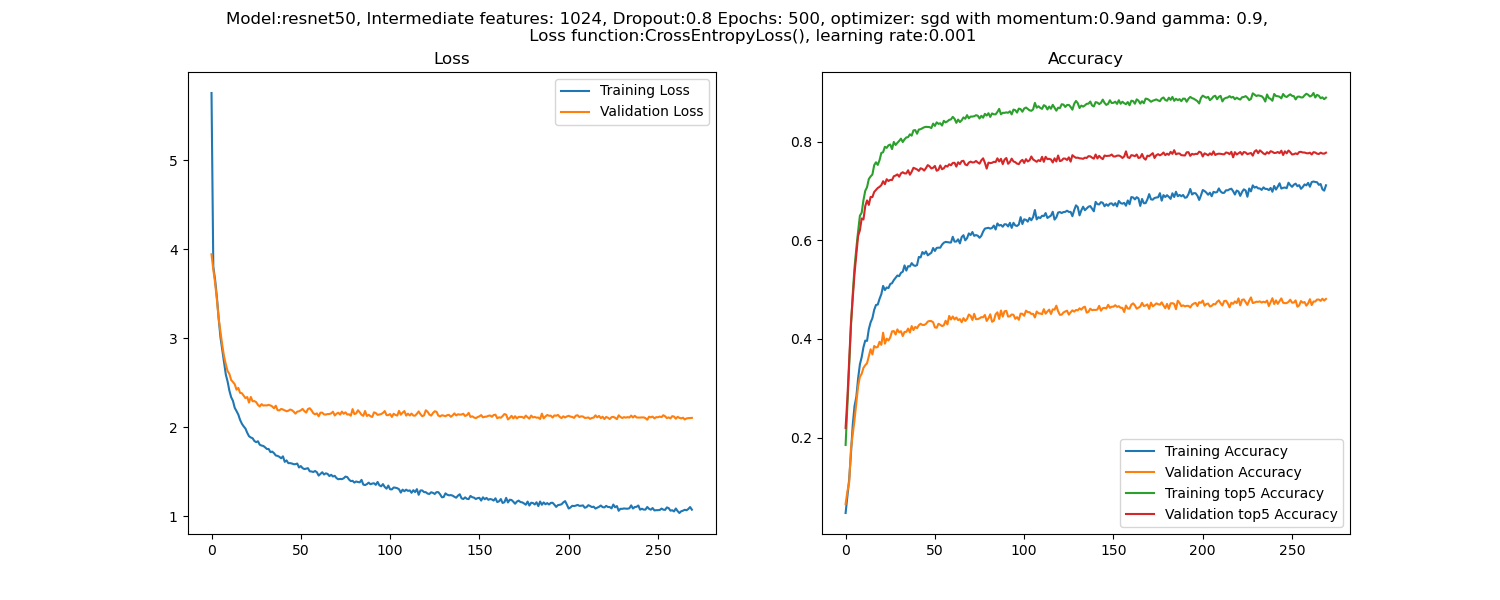 Model:resnet50, Intermediate features: 1024, Dropout:0.8 Epochs: 500, optimizer: sgd with momentum:0.9and gamma: 0.9,
Loss function:CrossEntropyLoss(), learning rate:0.001
Loss
Training Loss
Validation Loss
5
4
3
2
1
0
50
100
150
200
250
Accuracy
0.8
0.6
0.4
0.2
Training Accuracy
Validation Accuracy
Training top5 Accuracy
Validation top5 Accuracy
0
50
100
150
200
250